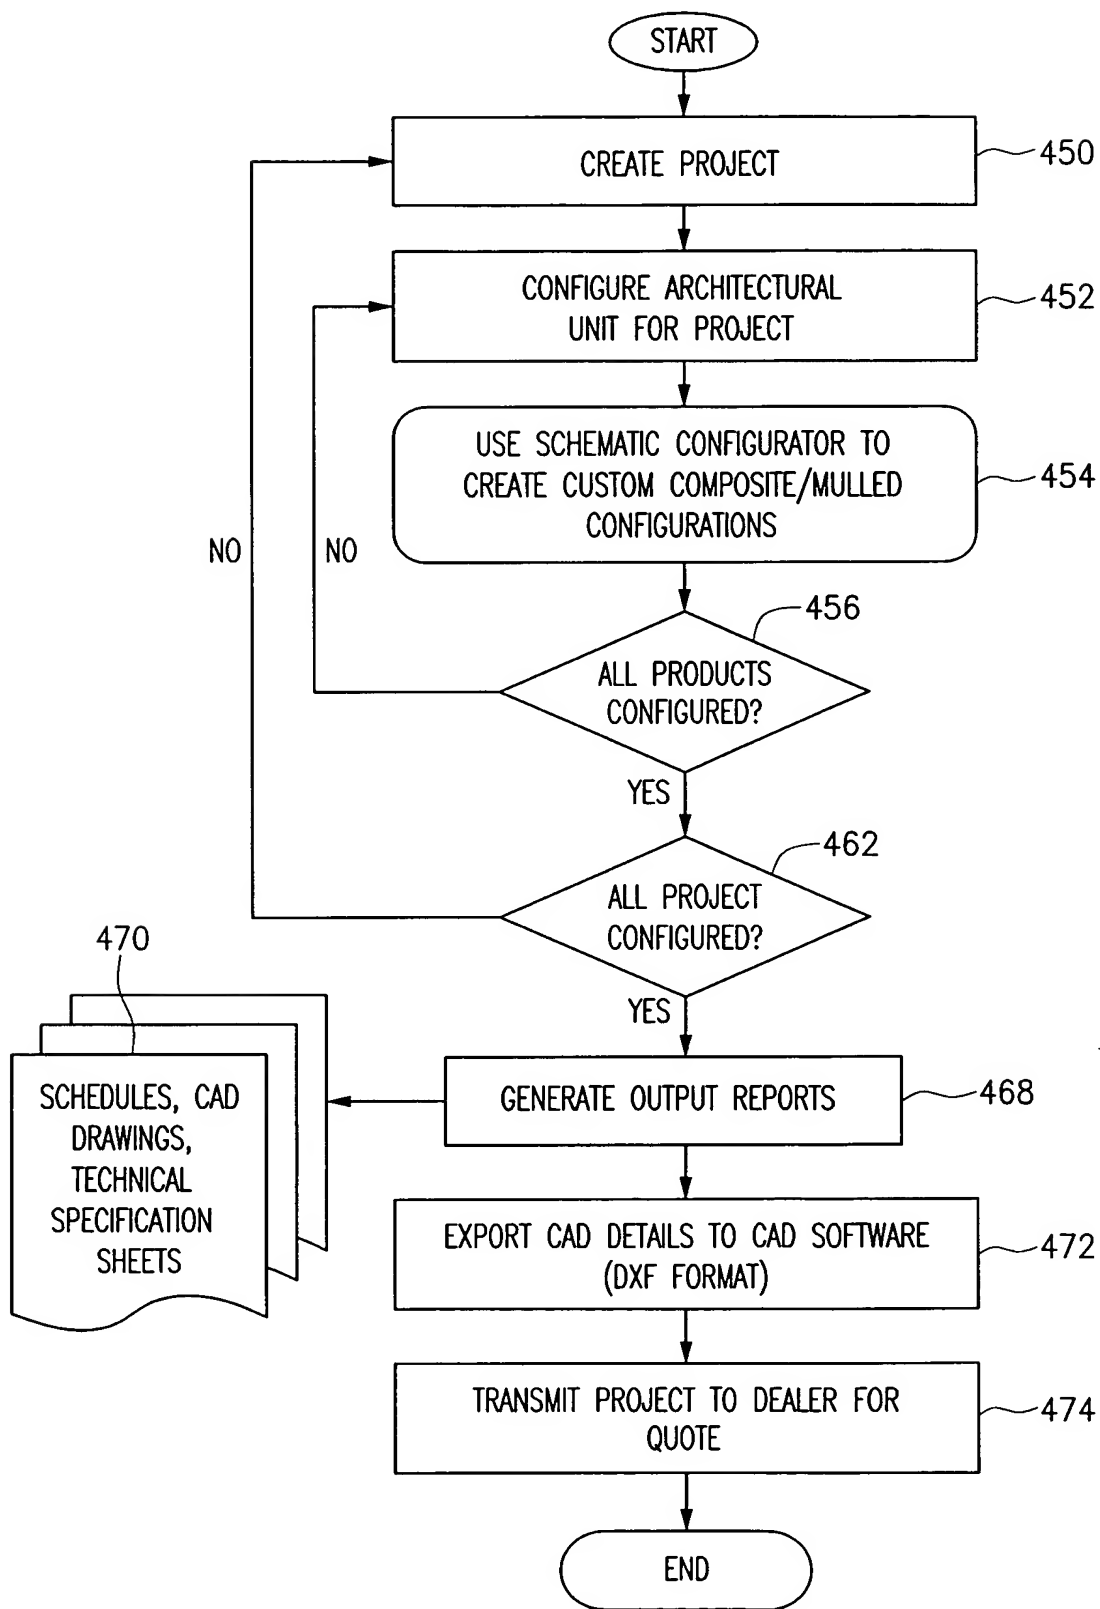 START
CREATE PROJECT
450
CONFIGURE ARCHITECTURAL
UNIT FOR PROJECT
452
USE SCHEMATIC CONFIGURATOR TO
CREATE CUSTOM COMPOSITE/MULLED
CONFIGURATIONS
454
NO
NO
456
ALL PRODUCTS
CONFIGURED?
YES
462
ALL PROJECT
CONFIGURED?
470
YES
SCHEDULES, CAD
DRAWINGS,
TECHNICAL
SPECIFICATION
SHEETS
GENERATE OUTPUT REPORTS
468
EXPORT CAD DETAILS TO CAD SOFTWARE
(DXF FORMAT)
472
TRANSMIT PROJECT TO DEALER FOR
QUOTE
474
END